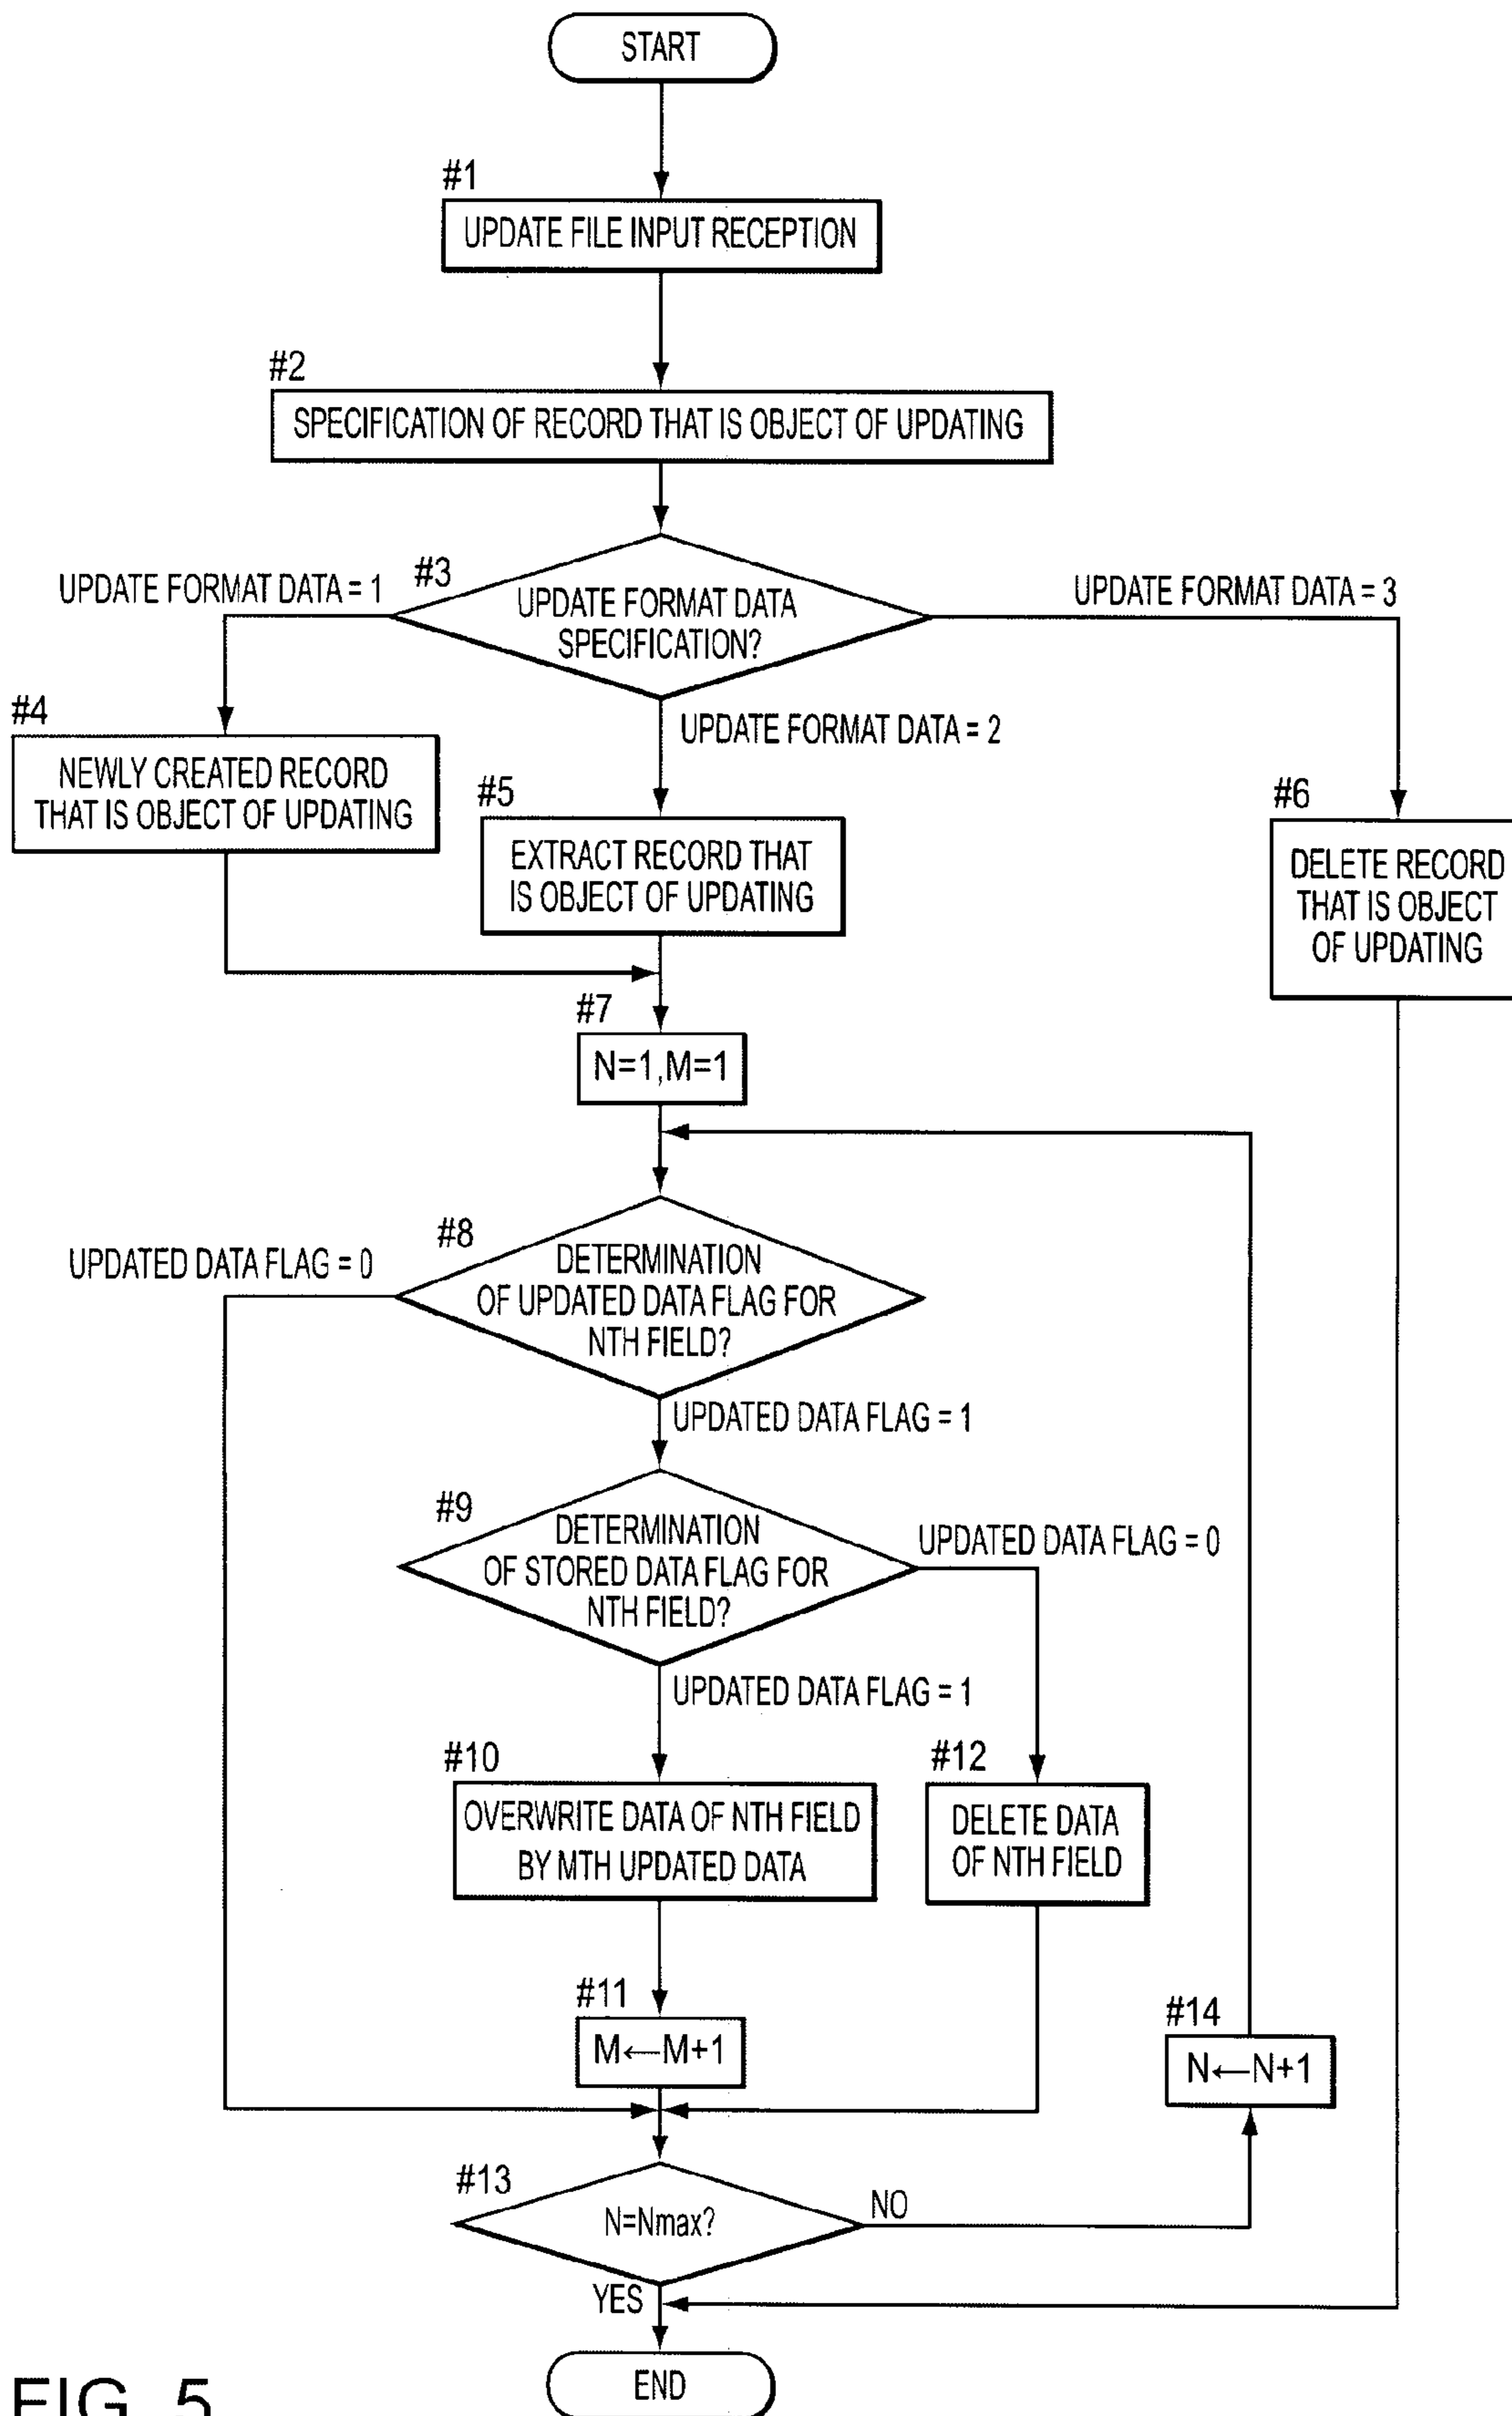 START
#1
UPDATE FILE INPUT RECEPTION
#2
SPECIFICATION OF RECORD THAT IS OBJECT OF UPDATING
#3
UPDATE FORMAT DATA = 1
UPDATE FORMAT DATA
SPECIFICATION?
UPDATE FORMAT DATA = 3
UPDATE FORMAT DATA = 2
#4
NEWLY CREATED RECORD
THAT IS OBJECT OF UPDATING
#5
EXTRACT RECORD THAT
IS OBJECT OF UPDATING
#6
DELETE RECORD
THAT IS OBJECT
OF UPDATING
#7
N=1,M=1
#8
UPDATED DATA FLAG = 0
DETERMINATION
OF UPDATED DATA FLAG FOR
NTH FIELD?
UPDATED DATA FLAG = 1
#9
DETERMINATION
OF STORED DATA FLAG FOR
NTH FIELD?
UPDATED DATA FLAG = 0
UPDATED DATA FLAG = 1
#10
OVERWRITE DATA OF NTH FIELD
BY MTH UPDATED DATA
#12
DELETE DATA
OF NTH FIELD
#11
M←M+1
#14
N←N+1
#13
N=Nmax?
NO
YES
END
FIG. 5